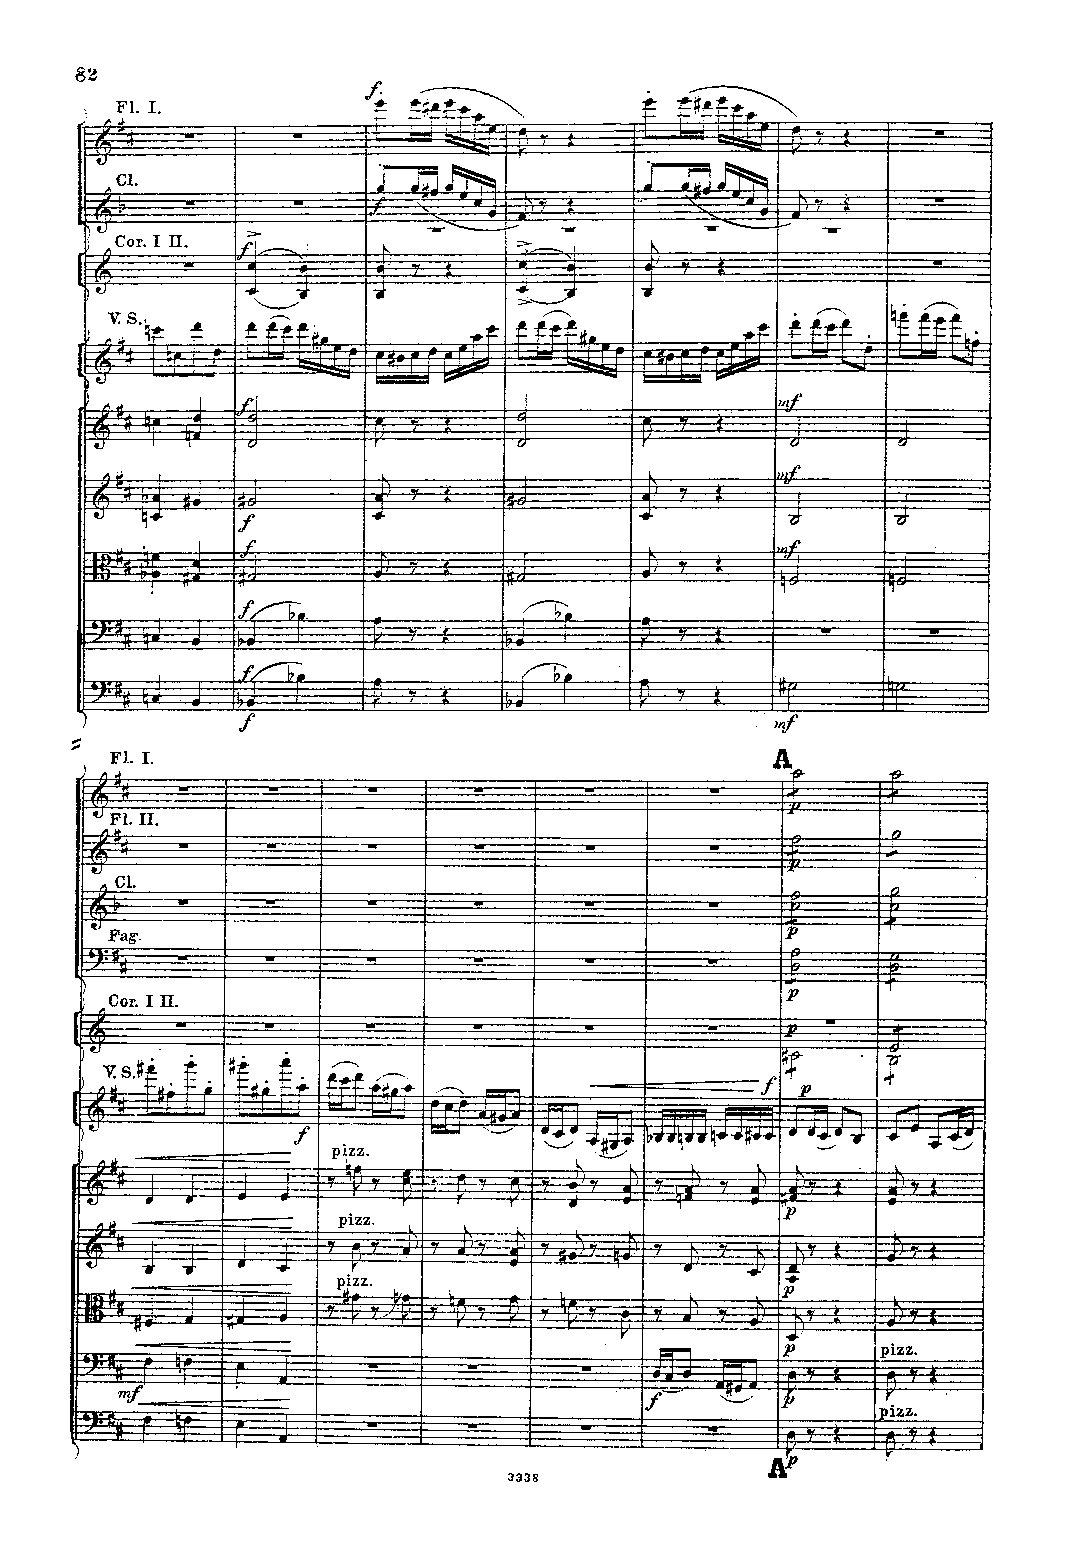 82
Fl. I.
f
Cl.
f
Cor. I II.
f
V. S.
f
mf
mf
f
f
mf
f
f
f
mf
Fl. I.
A
p
Fl. II.
p
Cl.
p
Fag.
p
Cor. I II.
p
V. S.
f
f
p
pizz.
p
pizz.
p
pizz.
p
pizz.
mf
f
p
pizz.
p
A
3338